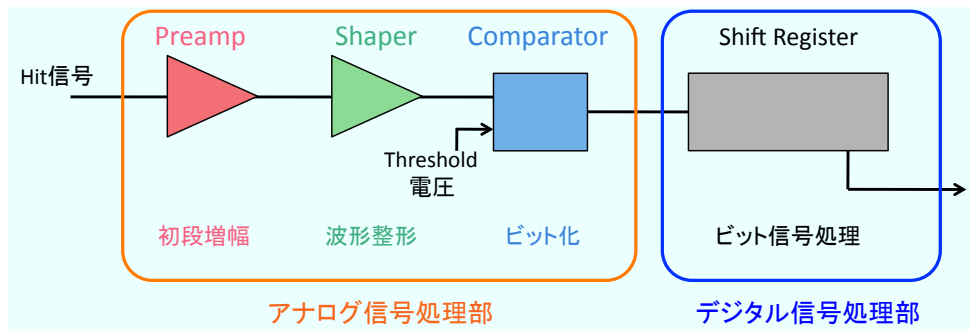 Preamp
Shaper
Comparator
Shift Register
Hit信号
Threshold
電圧
初段増幅
波形整形
ビット化
ビット信号処理
アナログ信号処理部
デジタル信号処理部